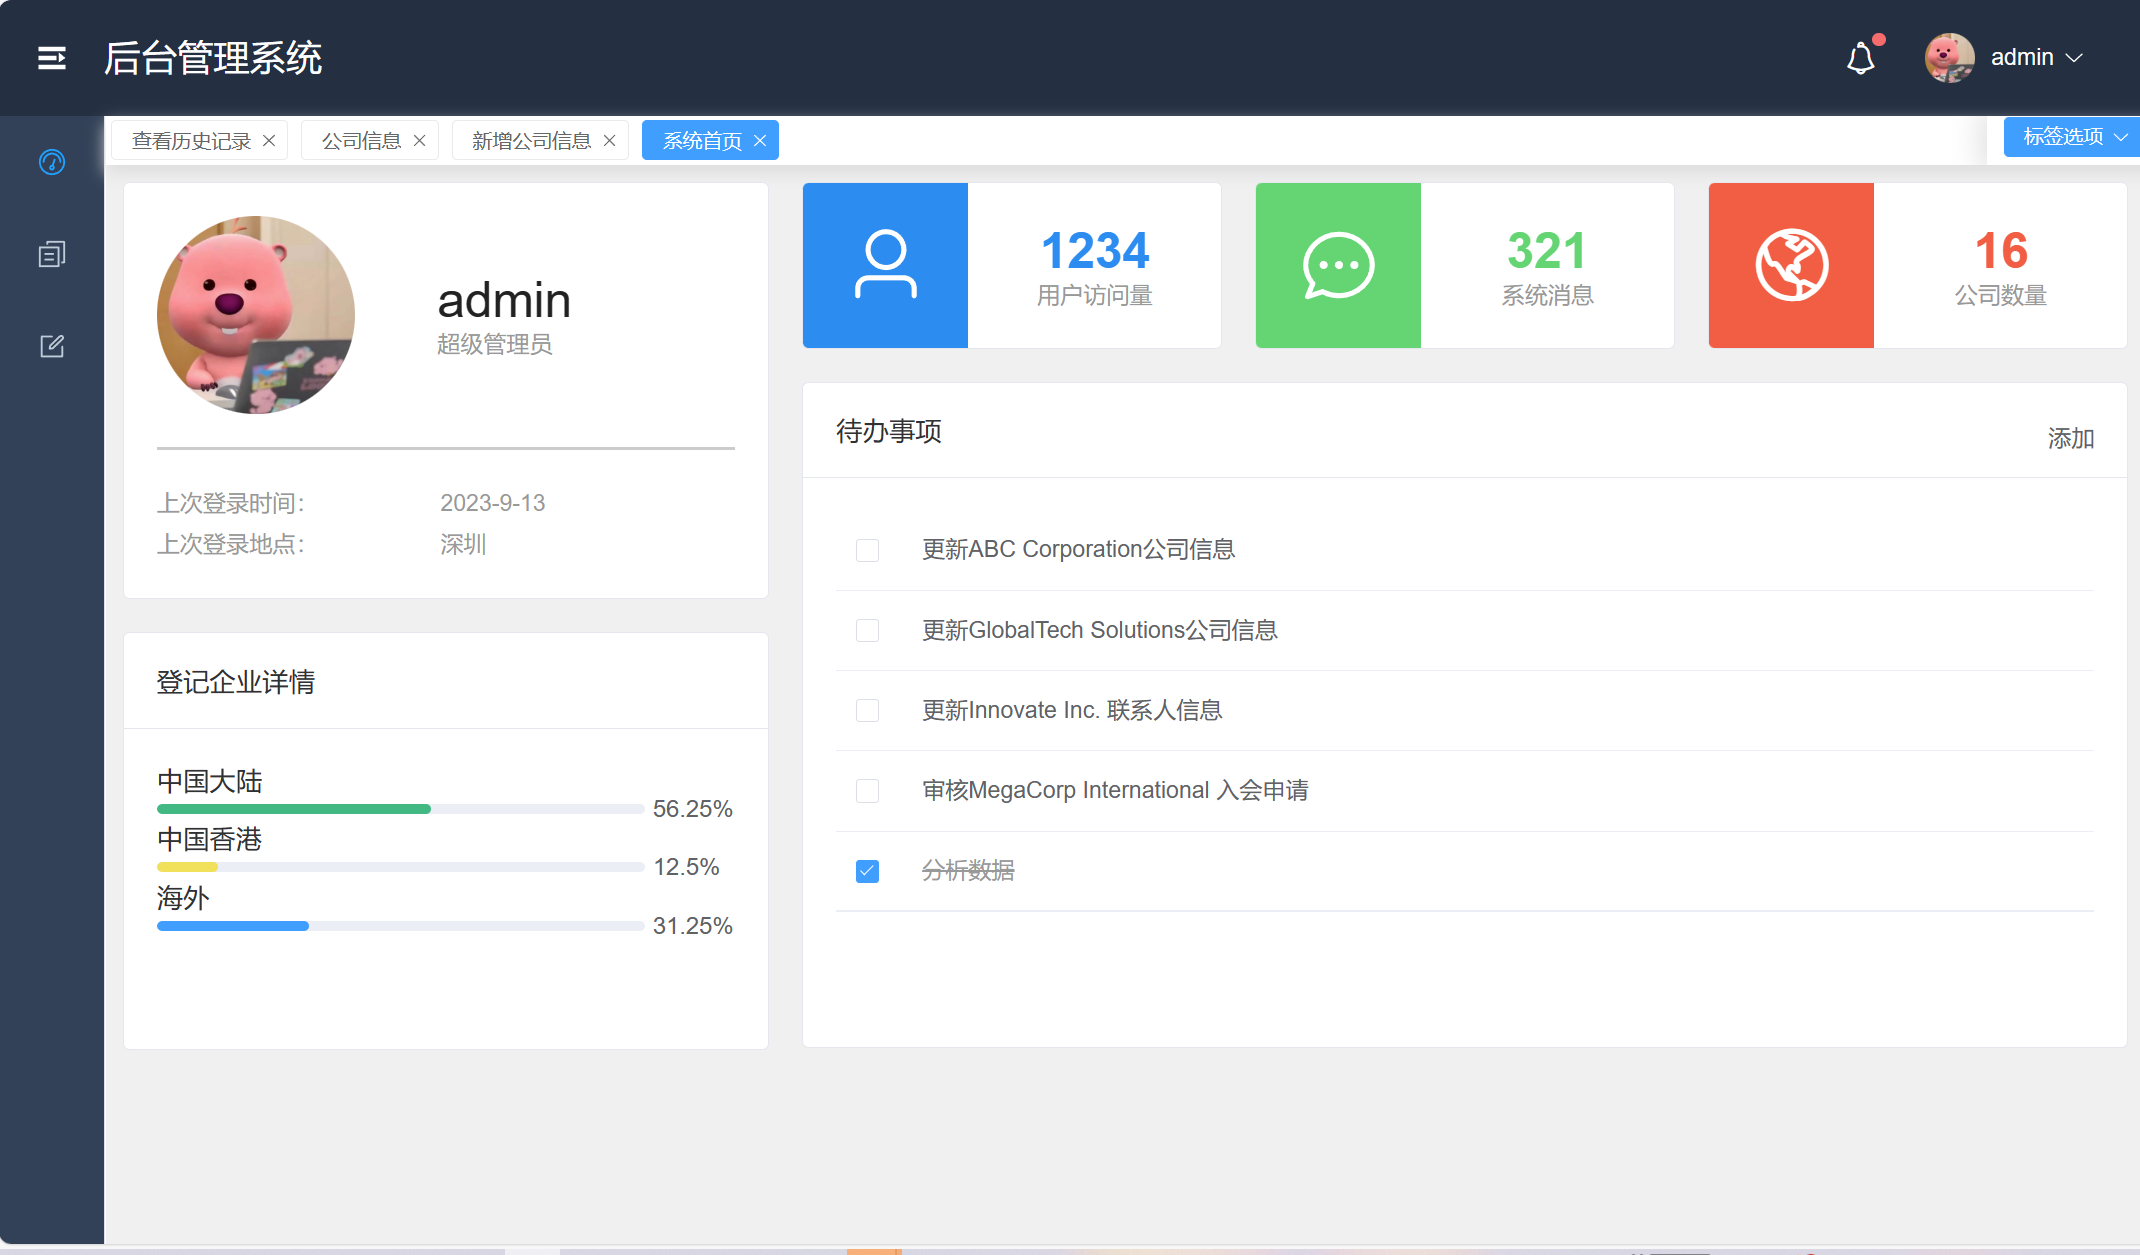 后台管理系统
admin
查看历史记录
公司信息
新增公司信息
系统首页
标签选项
admin
超级管理员
上次登录时间：
2023-9-13
上次登录地点：
深圳
1234
用户访问量
321
系统消息
16
公司数量
登记企业详情
中国大陆
56.25%
中国香港
12.5%
海外
31.25%
待办事项
添加
更新ABC Corporation公司信息
更新GlobalTech Solutions公司信息
更新Innovate Inc. 联系人信息
审核MegaCorp International 入会申请
分析数据